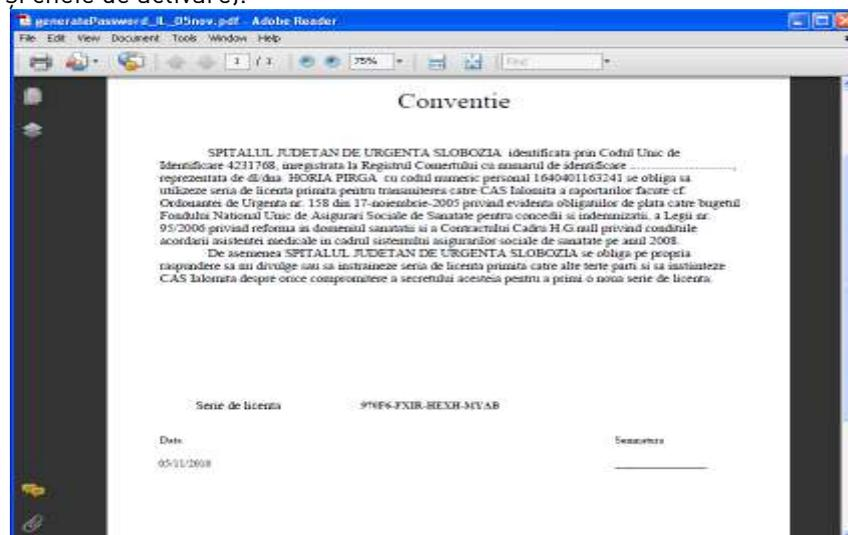 și cheie de activare).
generatePassword_IL_05nov.pdf - Adobe Reader
File Edit View Document Tools Window Help
1 / 1 75% Find
Conventie
SPITALUL JUDETAN DE URGENTA SLOBOZIA identificata prin Codul Unic de
Identificare 4231768, inregistrata la Registrul Comertului cu numarul de identificare ............................,
reprezentata de dl/dna HORIA PIRGA cu codul numeric personal 1640401163241 se obliga sa
utilizeze seria de licenta primita pentru transmiterea catre CAS Ialomita a raportarilor facute cf.
Ordonantei de Urgenta nr. 158 din 17-noiembrie-2005 privind evidenta obligatiilor de plata catre bugetul
Fondului National Unic de Asigurari Sociale de Sanatate pentru concedii si indemnizatii, a Legii nr.
95/2006 privind reforma in domeniul sanatatii si a Contractului Cadru H.G.null privind conditiile
acordarii asistentei medicale in cadrul sistemului asigurarilor sociale de sanatate pe anul 2008.
De asemenea SPITALUL JUDETAN DE URGENTA SLOBOZIA se obliga pe propria
raspundere sa nu divulge sau sa instraineze seria de licenta primita catre alte terte parti si sa instiinteze
CAS Ialomita despre orice compromitere a secretului acesteia pentru a primi o noua serie de licenta.
Serie de licenta 970F6-FXIR-HEXH-MYAB
Data Semnatura
05/11/2010